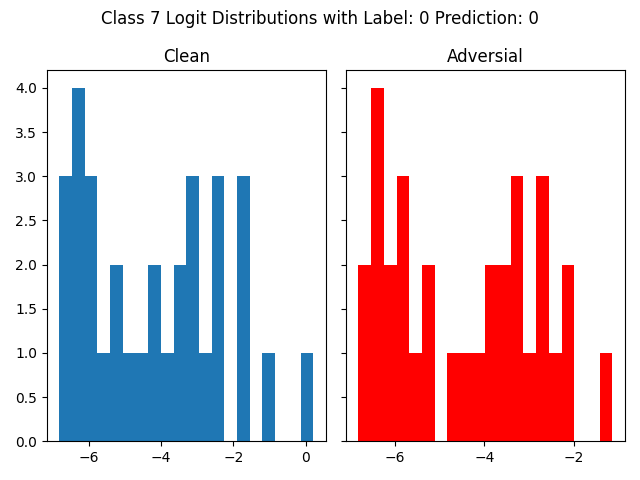 Class 7 Logit Distributions with Label: 0 Prediction: 0
Clean
Adversial
4.0
3.5
3.0
2.5
2.0
1.5
1.0
0.5
0.0
−6 −4 −2 0
−6 −4 −2